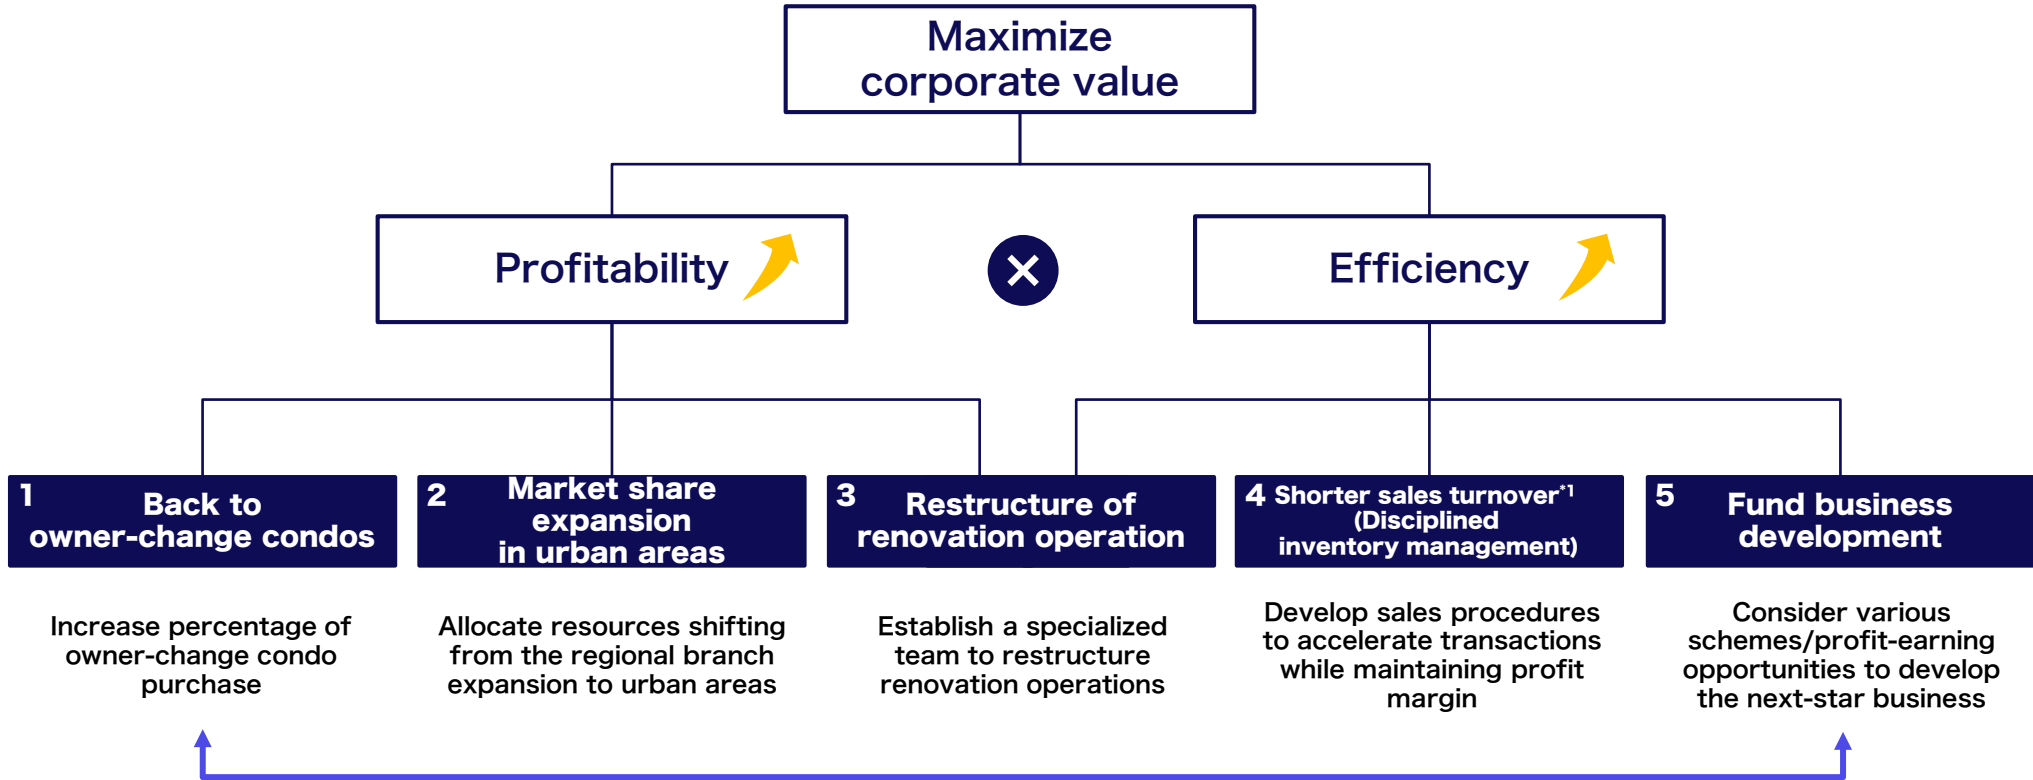 Maximize
corporate value
Profitability
Efficiency
1
Back to
owner-change condos
2
Market share
expansion
in urban areas
3
Restructure of
renovation operation
4 Shorter sales turnover*1
(Disciplined
inventory management)
5
Fund business
development
Increase percentage of
owner-change condo
purchase
Allocate resources shifting
from the regional branch
expansion to urban areas
Establish a specialized
team to restructure
renovation operations
Develop sales procedures
to accelerate transactions
while maintaining profit
margin
Consider various
schemes/profit-earning
opportunities to develop
the next-star business